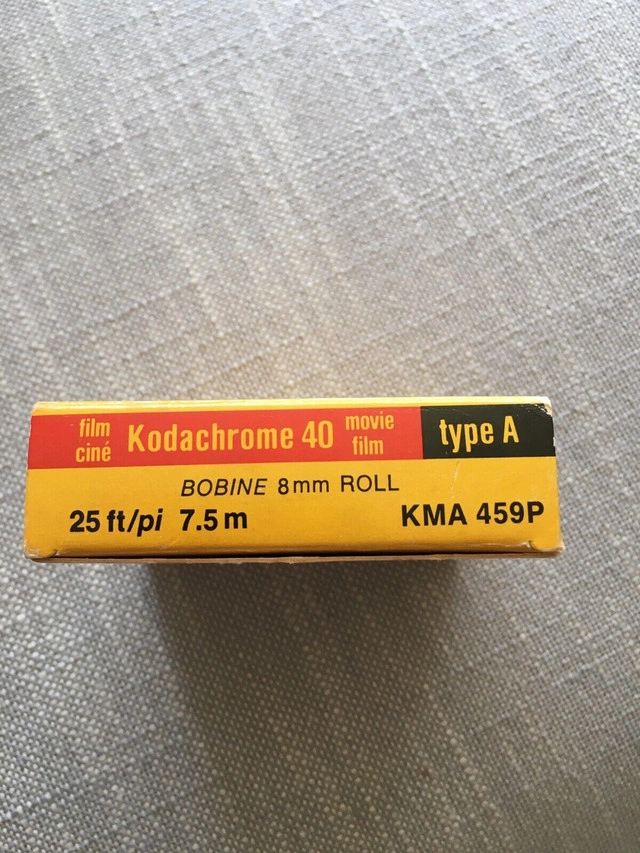 film ciné Kodachrome 40 movie film type A
BOBINE 8mm ROLL
25 ft/pi 7.5 m KMA 459P